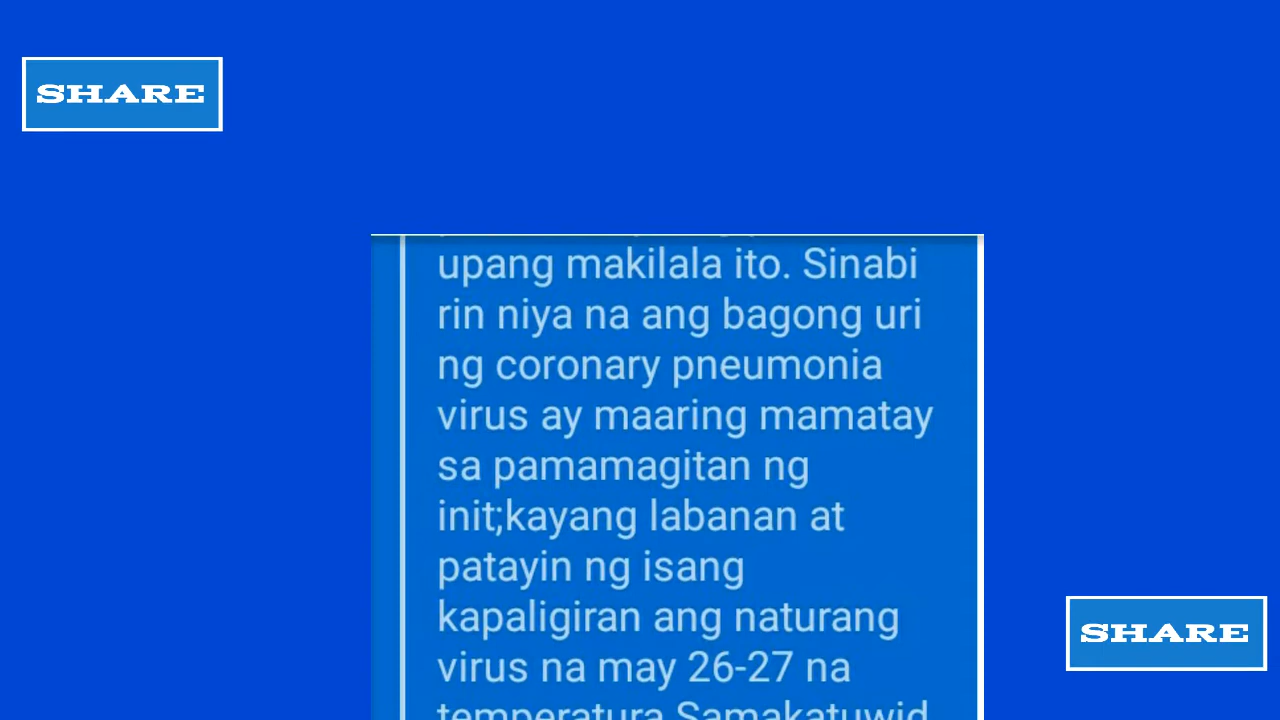 SHARE
upang makilala ito. Sinabi
rin niya na ang bagong uri
ng coronary pneumonia
virus ay maaring mamatay
sa pamamagitan ng
init;kayang labanan at
patayin ng isang
kapaligiran ang naturang
virus na may 26-27 na
temperatura Samakatuwid
SHARE